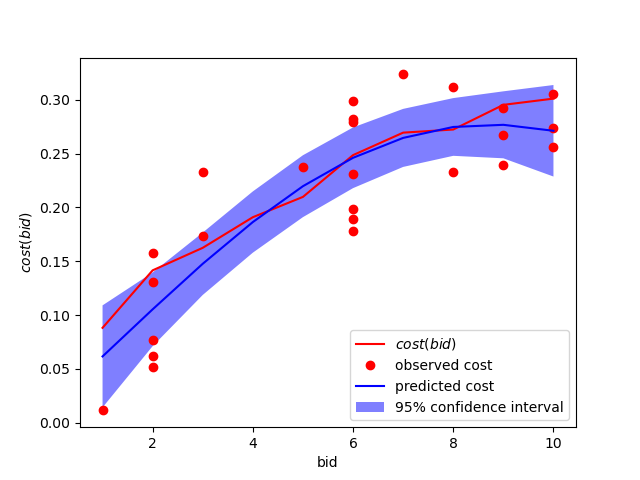 0.30
0.25
0.20
0.15
0.10
0.05
0.00
cost(bid)
2 4 6 8 10
bid
cost(bid)
observed cost
predicted cost
95% confidence interval